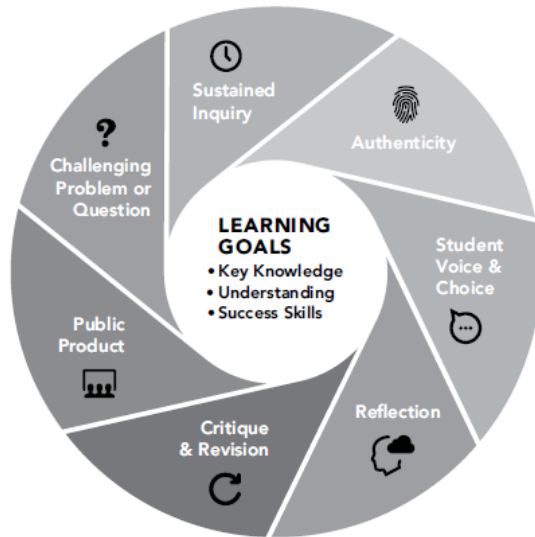 Sustained
Inquiry
Authenticity
?
Challenging
Problem or
Question
LEARNING
GOALS
• Key Knowledge
• Understanding
• Success Skills
Student
Voice &
Choice
Public
Product
Reflection
Critique
& Revision